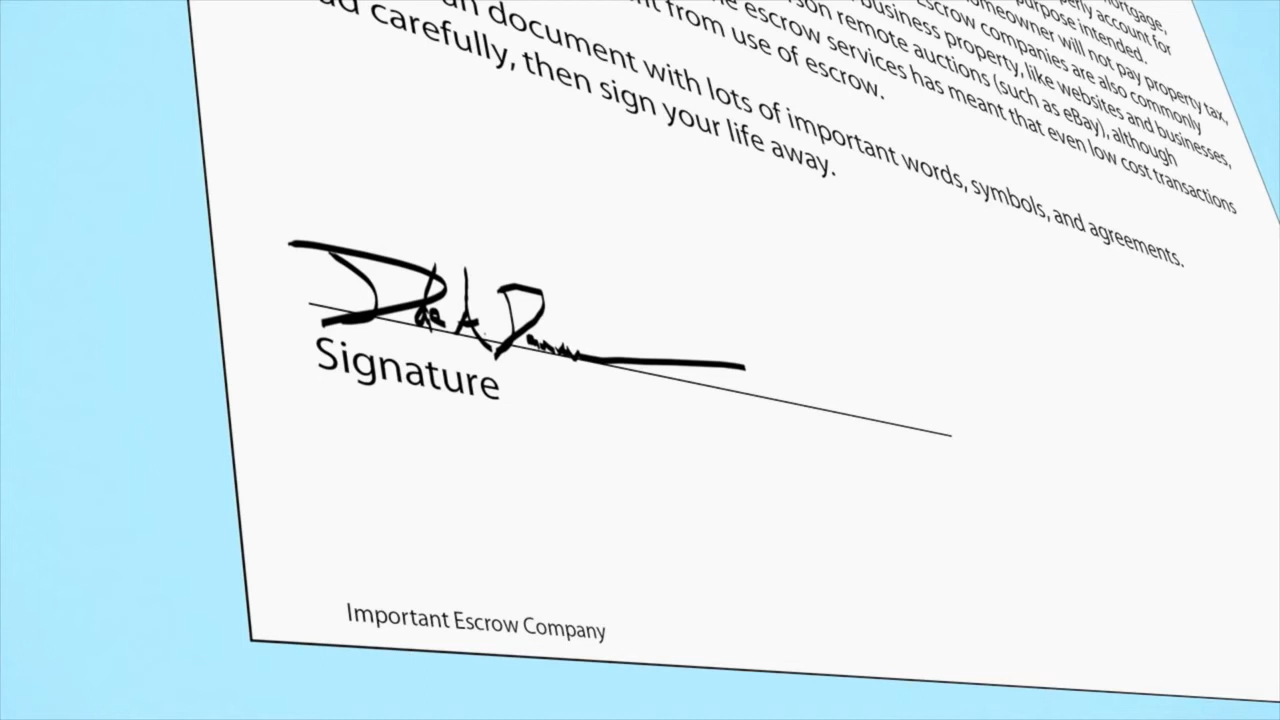 account for
purpose intended.
homeowner will not pay property tax,
Escrow companies are also commonly
business property, like websites and businesses,
remote auctions (such as eBay), although
escrow services has meant that even low cost transactions
from use of escrow.
document with lots of important words, symbols, and agreements.
carefully, then sign your life away.
Signature
Important Escrow Company